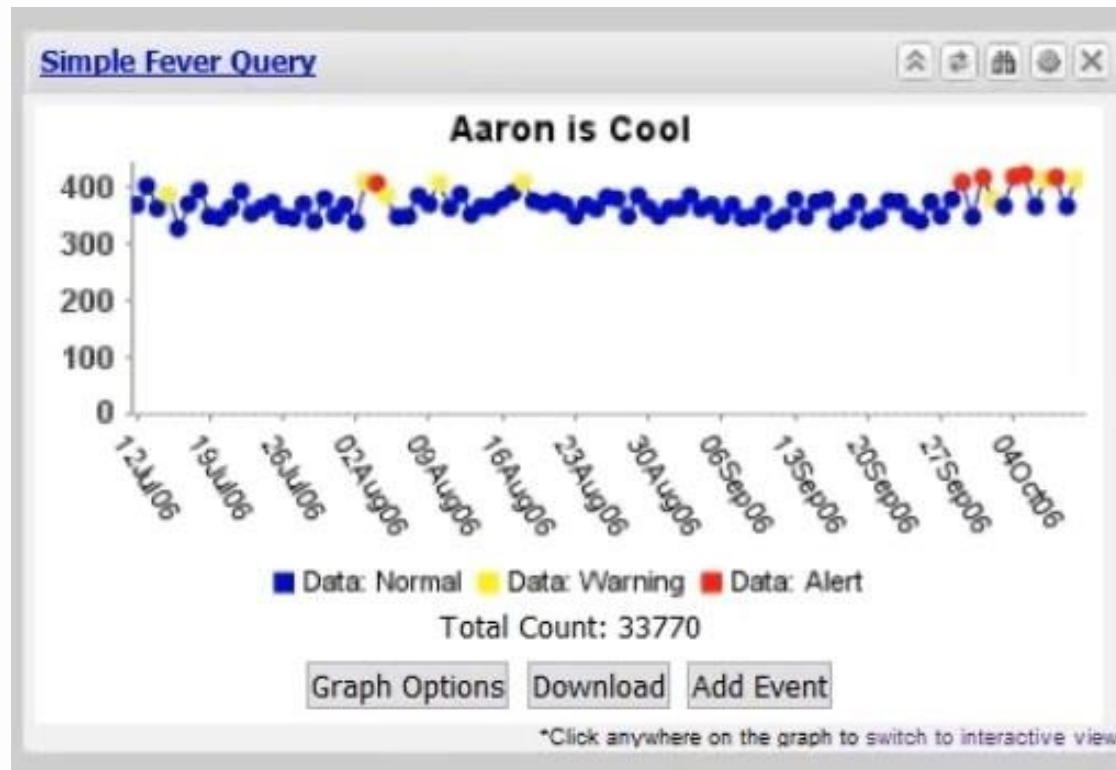 Simple Fever Query
Aaron is Cool
400
300
200
100
0
12Jul06 19Jul06 26Jul06 02Aug06 09Aug06 16Aug06 23Aug06 30Aug06 06Sep06 13Sep06 20Sep06 27Sep06 04Oct06
Data: Normal Data: Warning Data: Alert
Total Count: 33770
Graph Options Download Add Event
*Click anywhere on the graph to switch to interactive view